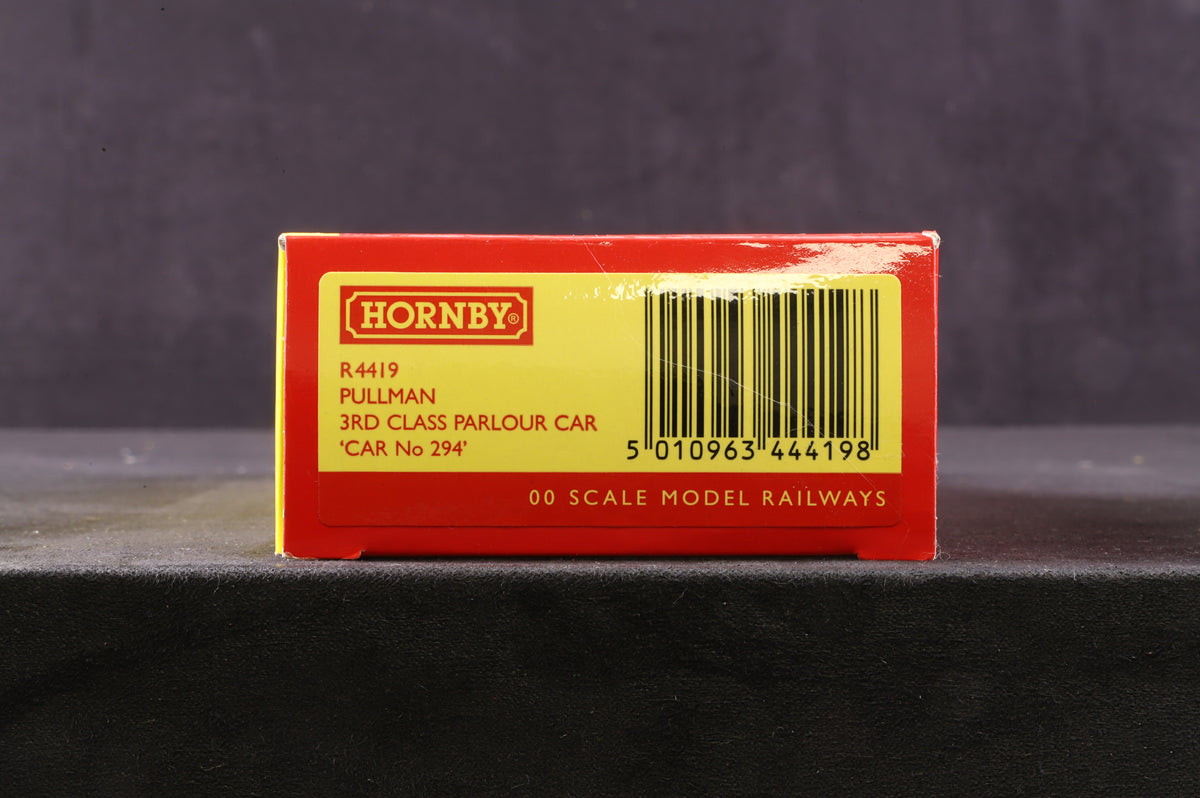 HORNBY®
R4419
PULLMAN
3RD CLASS PARLOUR CAR
‘CAR No 294’
5 010963 444198
00 SCALE MODEL RAILWAYS